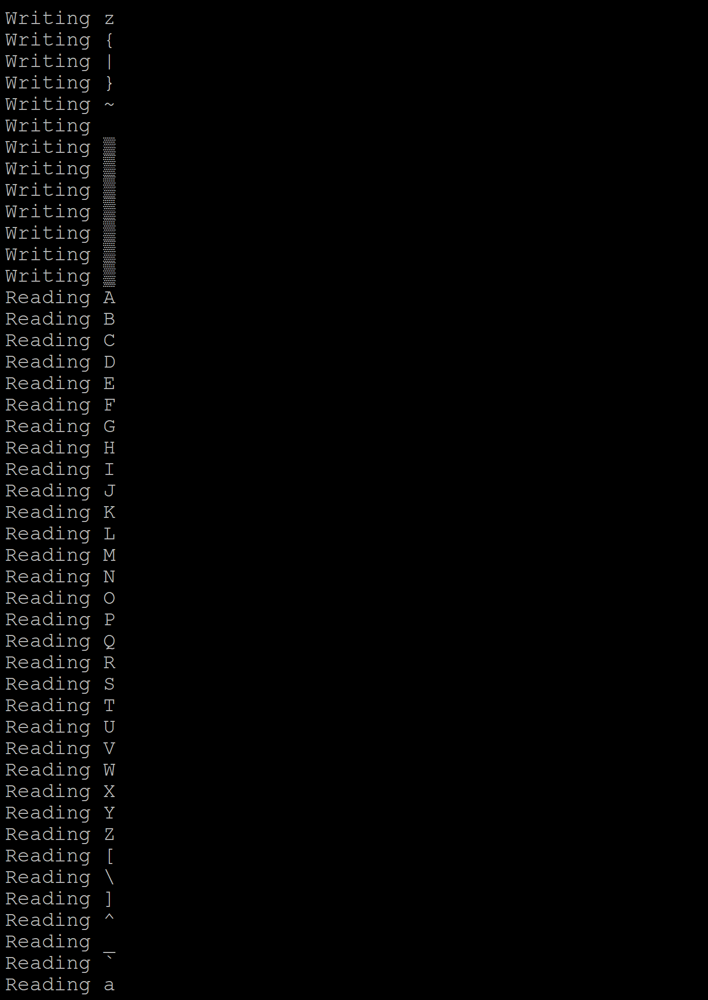 Writing z
Writing {
Writing |
Writing }
Writing ~
Writing
Writing ▒
Writing ▒
Writing ▒
Writing ▒
Writing ▒
Writing ▒
Writing ▒
Reading A
Reading B
Reading C
Reading D
Reading E
Reading F
Reading G
Reading H
Reading I
Reading J
Reading K
Reading L
Reading M
Reading N
Reading O
Reading P
Reading Q
Reading R
Reading S
Reading T
Reading U
Reading V
Reading W
Reading X
Reading Y
Reading Z
Reading [
Reading \
Reading ]
Reading ^
Reading _
Reading `
Reading a